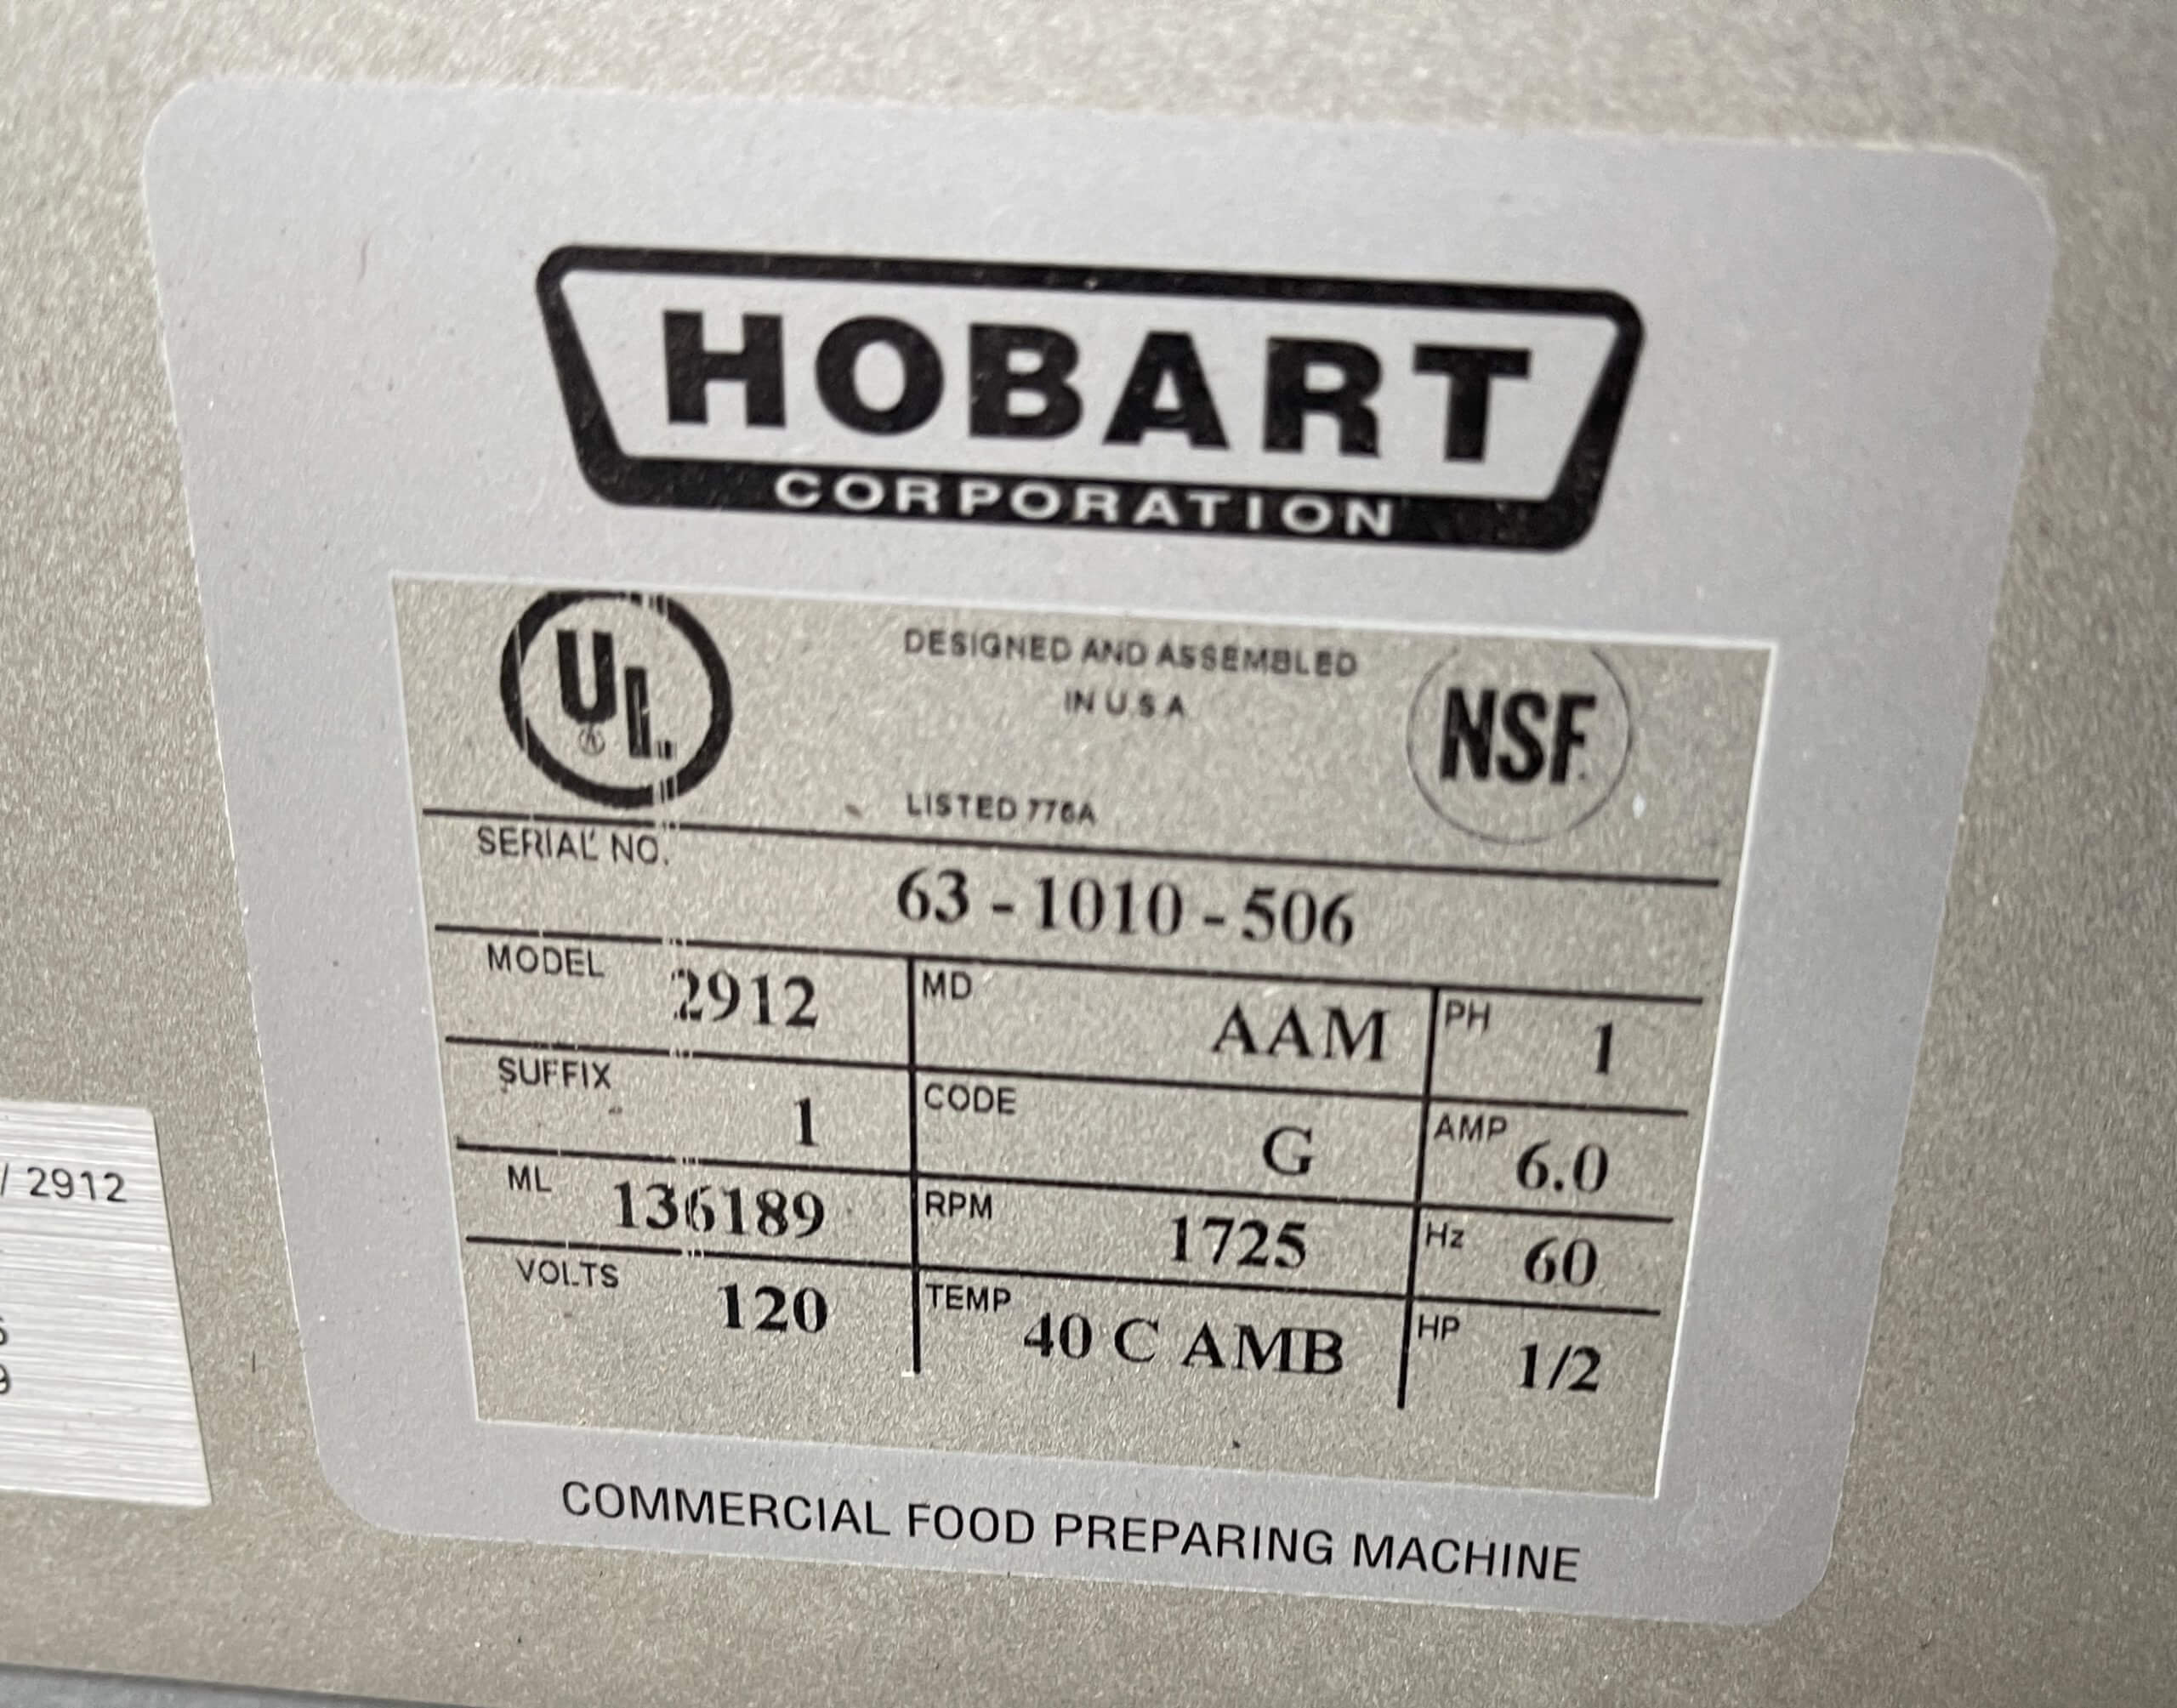 HOBART
CORPORATION
UL
DESIGNED AND ASSEMBLED
IN U.S.A.
NSF
LISTED 776A
SERIAL NO.
63 - 1010 - 506
MODEL 2912 MD AAM PH 1
SUFFIX 1 CODE G AMP 6.0
ML 136189 RPM 1725 Hz 60
VOLTS 120 TEMP 40 C AMB HP 1/2
COMMERCIAL FOOD PREPARING MACHINE
/ 2912